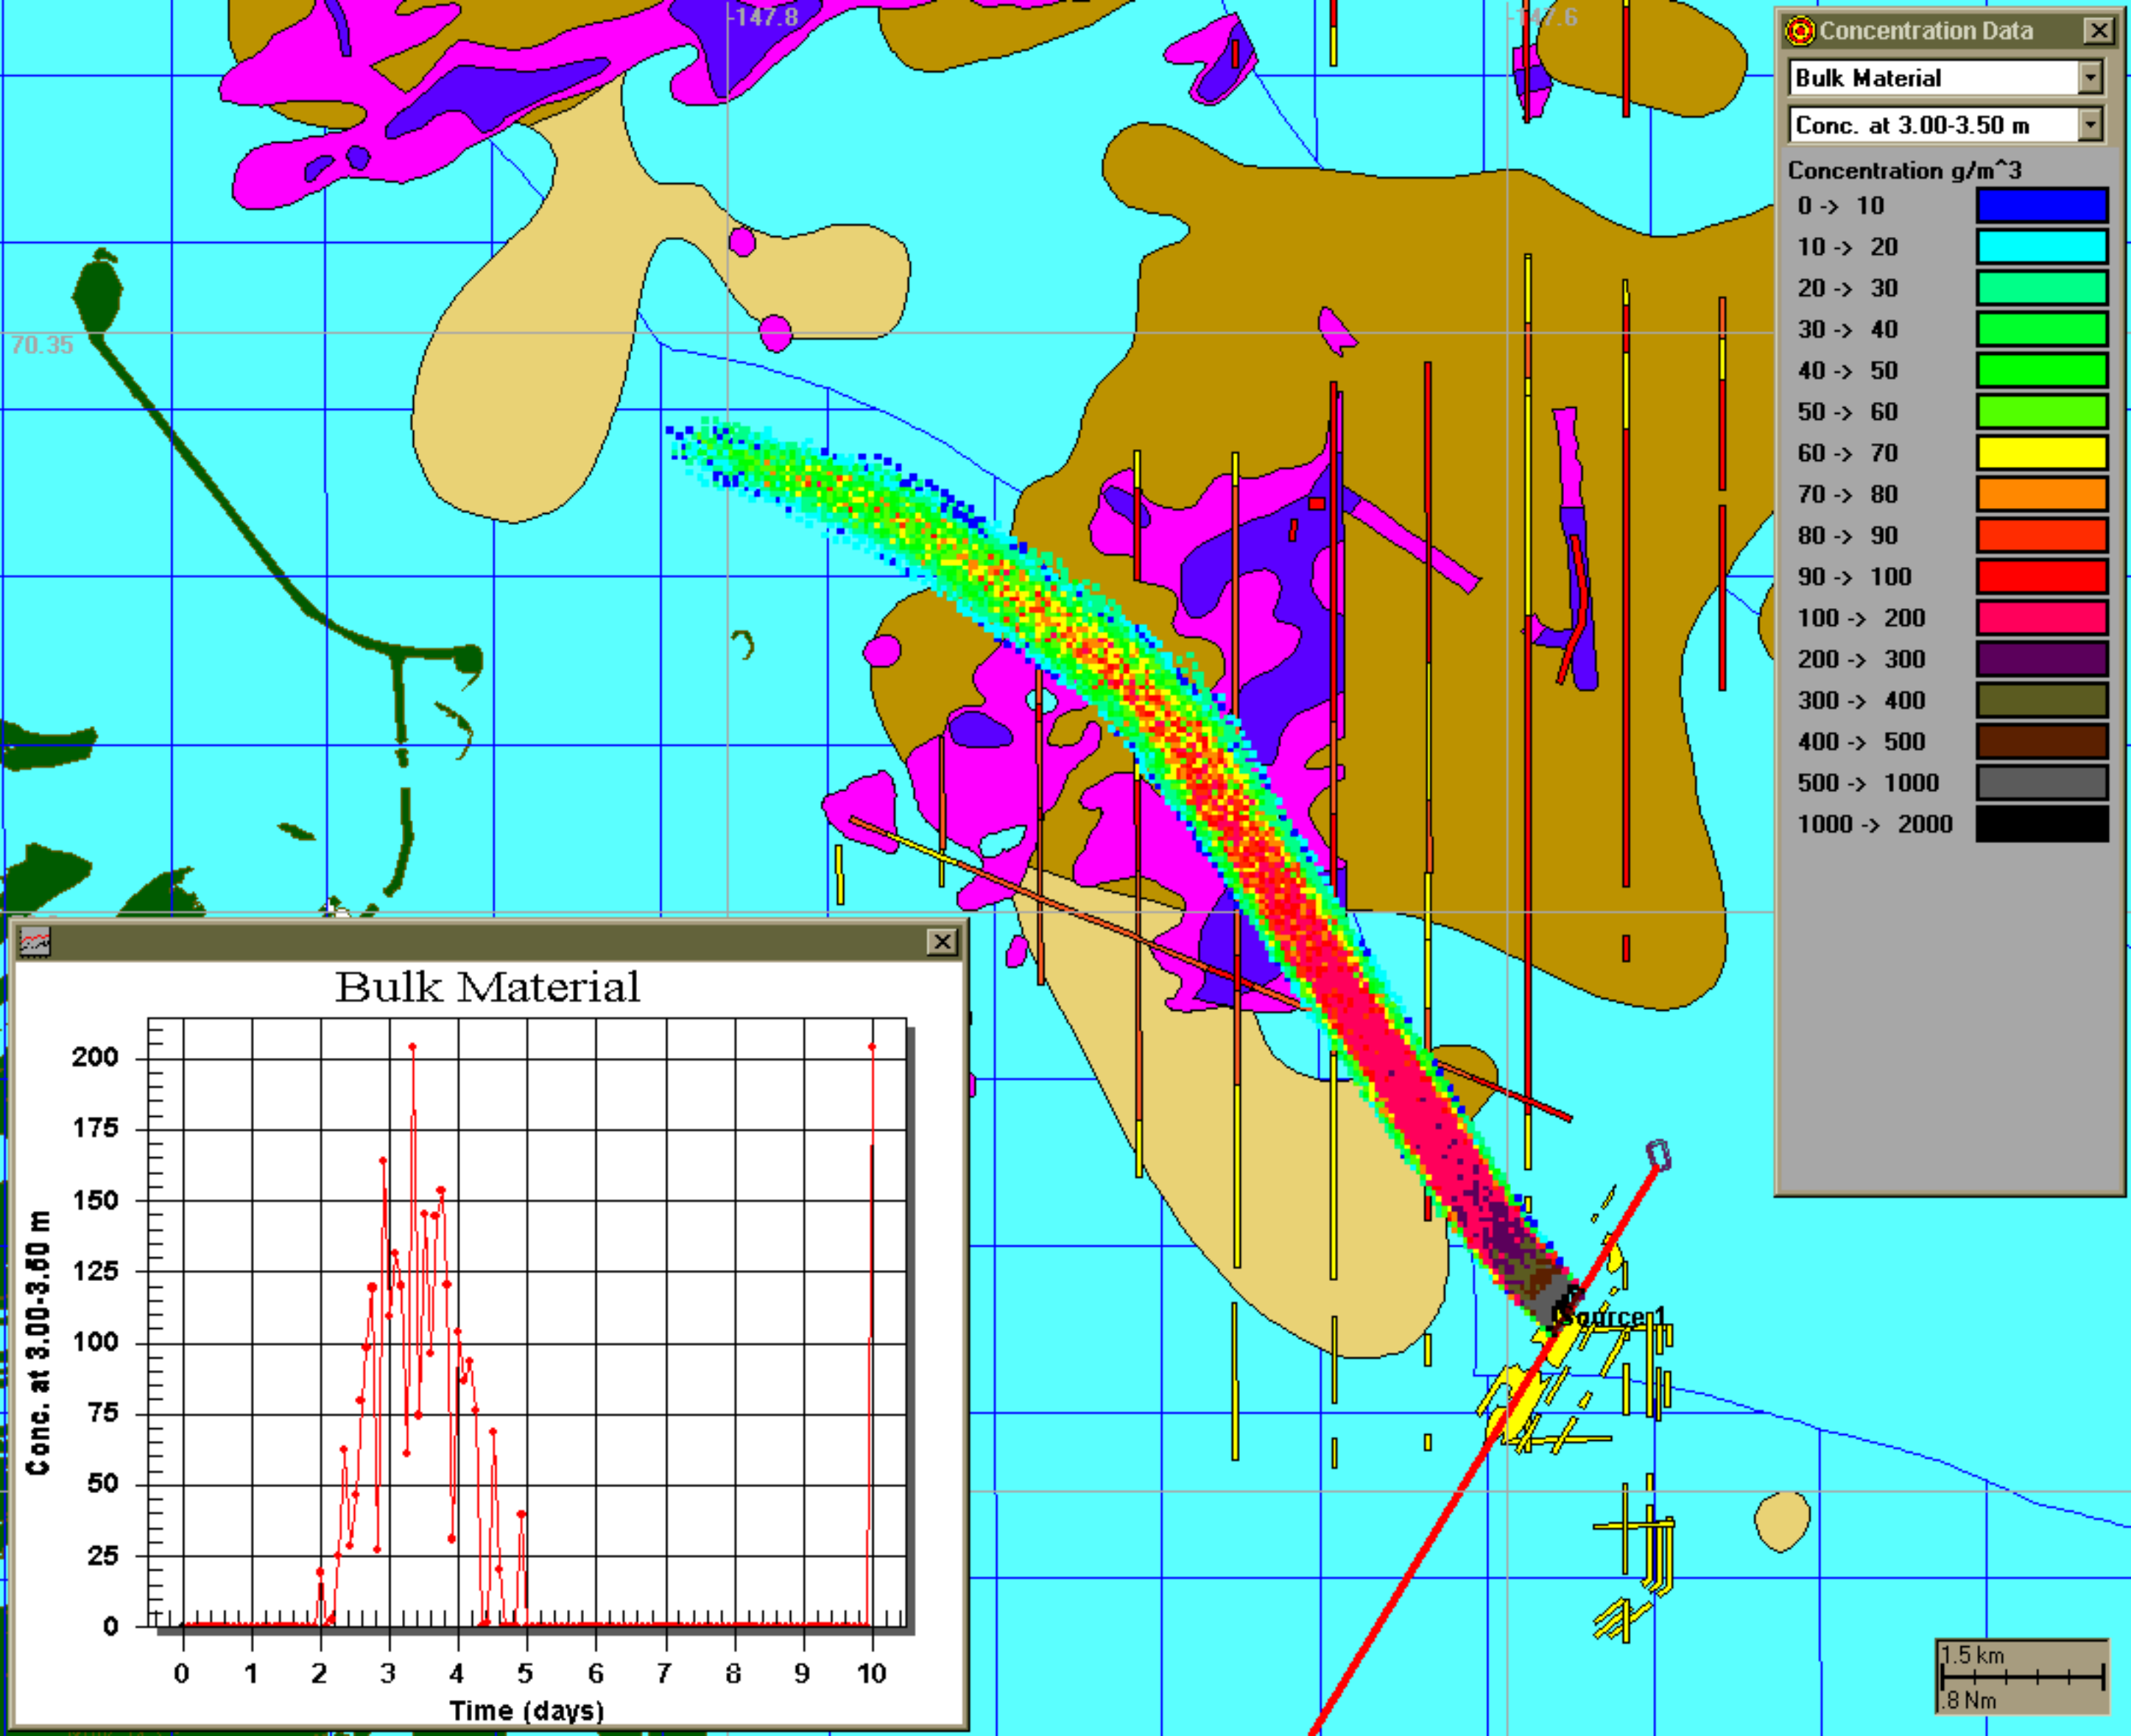 -147.8
-147.6
70.35
Source 1
Concentration Data
Bulk Material
Conc. at 3.00-3.50 m
Concentration g/m^3
0 -> 10
10 -> 20
20 -> 30
30 -> 40
40 -> 50
50 -> 60
60 -> 70
70 -> 80
80 -> 90
90 -> 100
100 -> 200
200 -> 300
300 -> 400
400 -> 500
500 -> 1000
1000 -> 2000
Bulk Material
Conc. at 3.00-3.50 m
200
175
150
125
100
75
50
25
0
0 1 2 3 4 5 6 7 8 9 10
Time (days)
1.5 km
.8 Nm